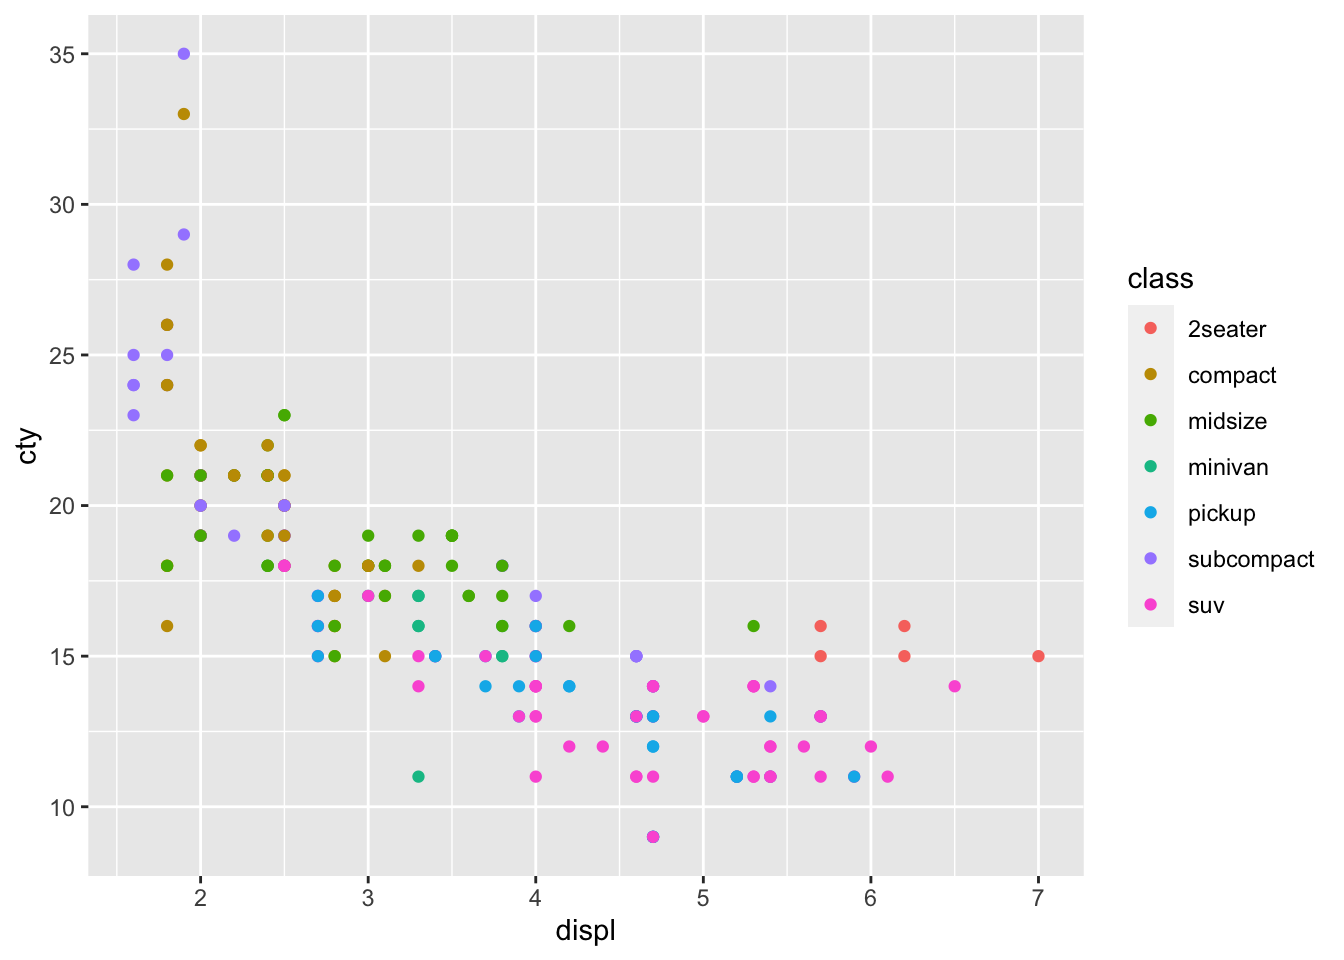 35
30
25
20
15
10
cty
2 3 4 5 6 7
displ
class
2seater
compact
midsize
minivan
pickup
subcompact
suv